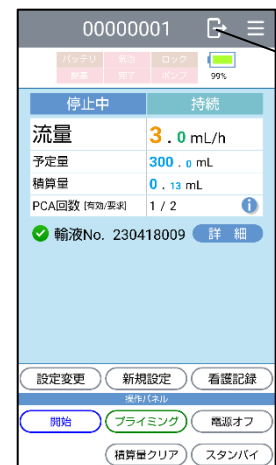 00000001
バッテリ 気泡 ロック
閉塞 完了 ポンプ 99%
停止中 持続
流量 3.0 mL/h
予定量 300.0 mL
積算量 0.13 mL
PCA回数 [有効/要求] 1 / 2
輸液No. 230418009 詳 細
設定変更 新規設定 看護記録
操作パネル
開始 プライミング 電源オフ
積算量クリア スタンバイ